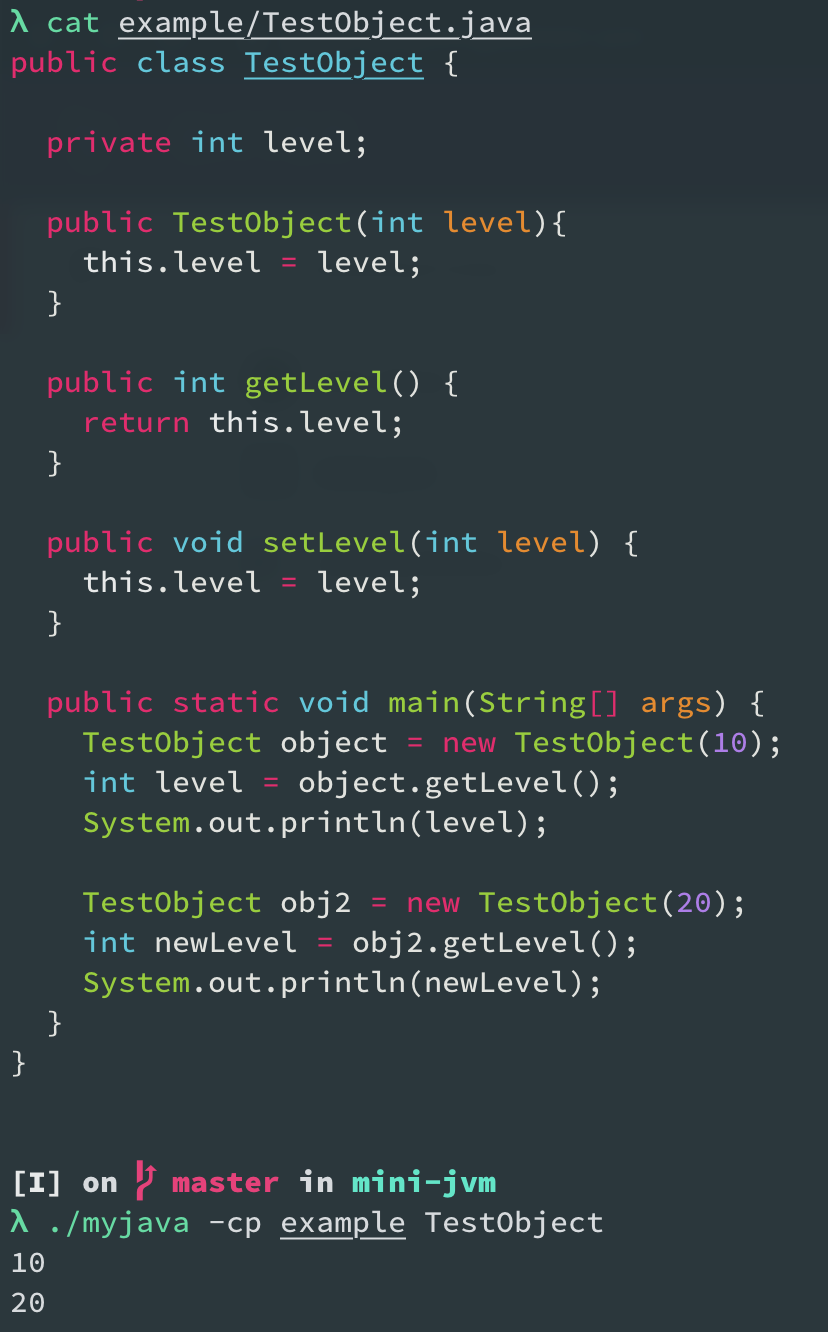 λ cat example/TestObject.java
public class TestObject {

  private int level;

  public TestObject(int level){
    this.level = level;
  }

  public int getLevel() {
    return this.level;
  }

  public void setLevel(int level) {
    this.level = level;
  }

  public static void main(String[] args) {
    TestObject object = new TestObject(10);
    int level = object.getLevel();
    System.out.println(level);

    TestObject obj2 = new TestObject(20);
    int newLevel = obj2.getLevel();
    System.out.println(newLevel);
  }
}

[I] on master in mini-jvm
λ ./myjava -cp example TestObject
10
20